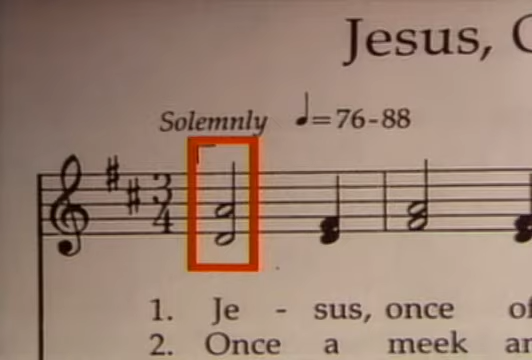 Jesus,
Solemnly ♩=76-88
3
4
1. Je - sus, once
2. Once a meek